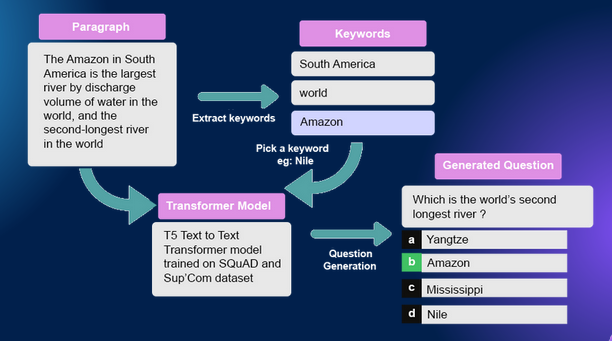 Paragraph
The Amazon in South
America is the largest
river by discharge
volume of water in the
world, and the
second-longest river
in the world
Extract keywords
Keywords
South America
world
Amazon
Pick a keyword
eg: Nile
Transformer Model
T5 Text to Text
Transformer model
trained on SQuAD and
Sup'Com dataset
Question
Generation
Generated Question
Which is the world's second
longest river ?
a Yangtze
b Amazon
c Mississippi
d Nile